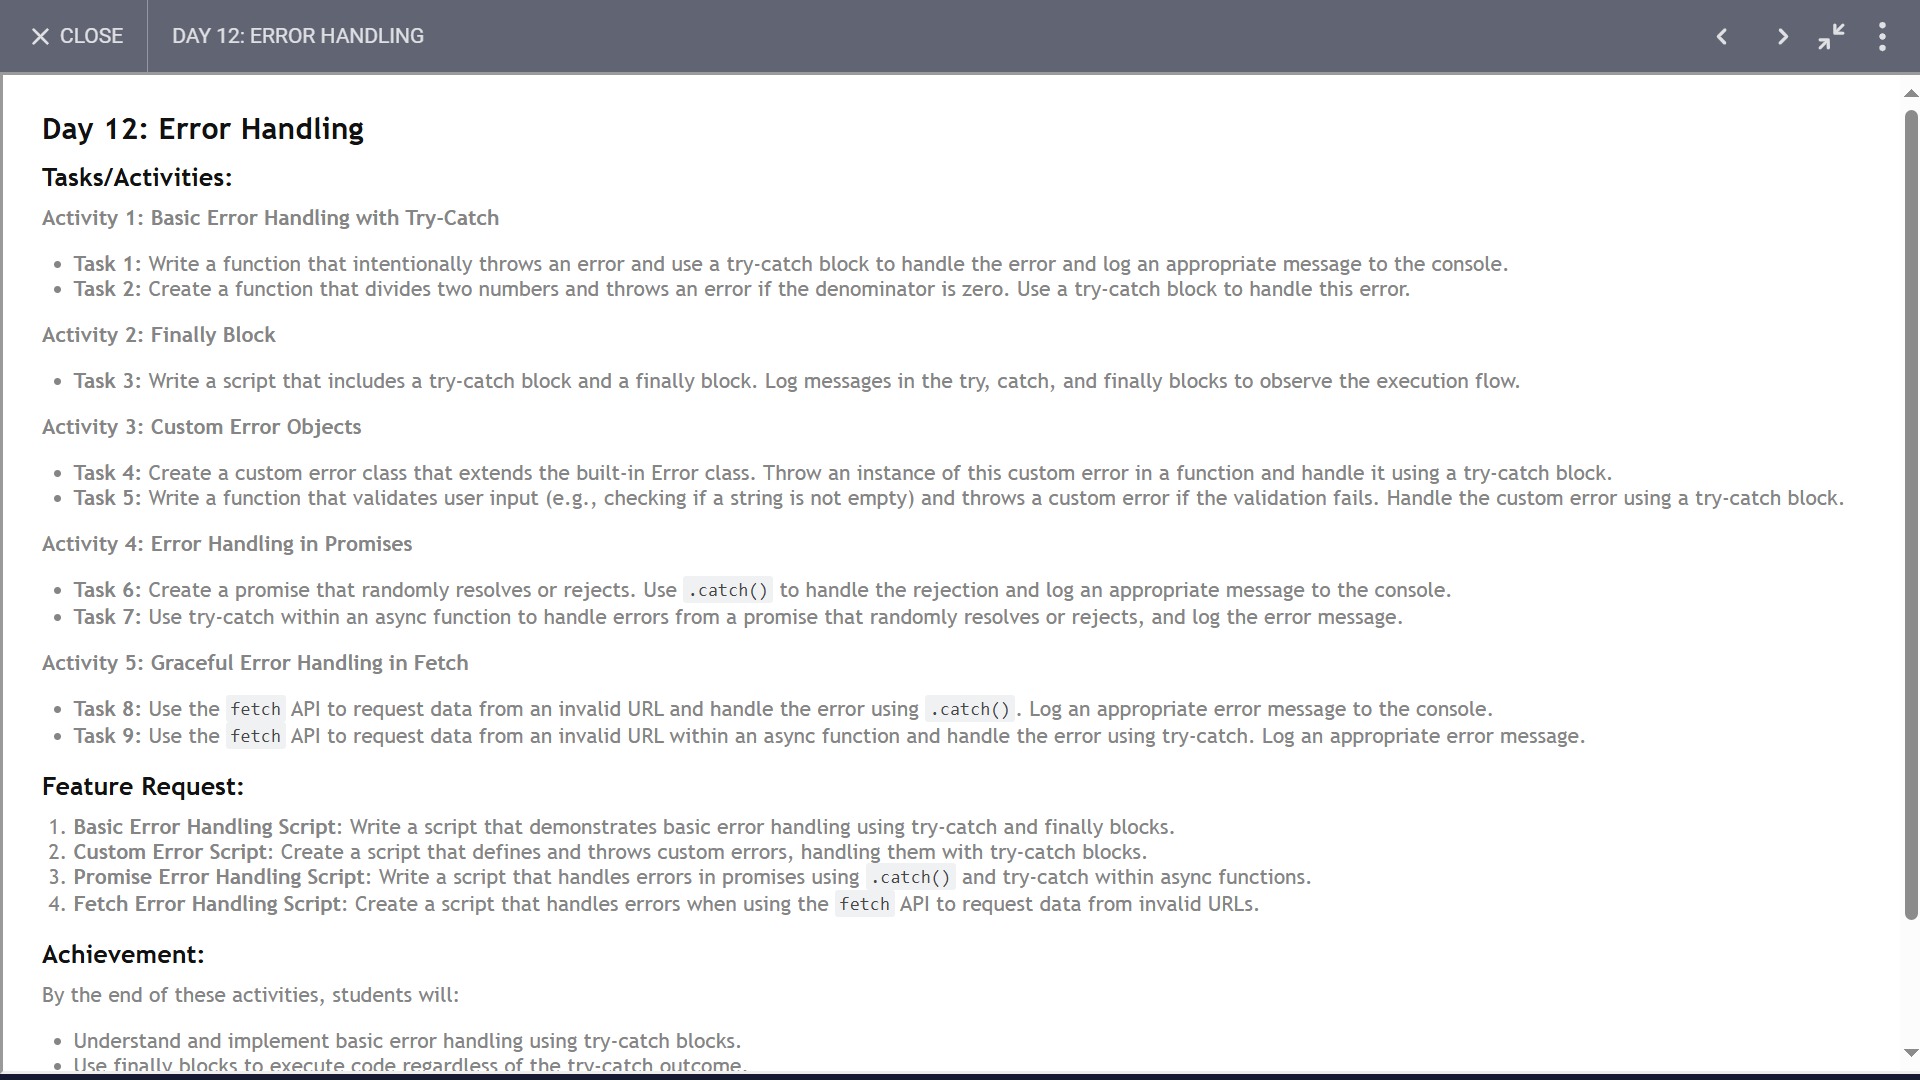 CLOSE
DAY 12: ERROR HANDLING
Day 12: Error Handling
Tasks/Activities:
Activity 1: Basic Error Handling with Try-Catch
• Task 1: Write a function that intentionally throws an error and use a try-catch block to handle the error and log an appropriate message to the console.
• Task 2: Create a function that divides two numbers and throws an error if the denominator is zero. Use a try-catch block to handle this error.
Activity 2: Finally Block
• Task 3: Write a script that includes a try-catch block and a finally block. Log messages in the try, catch, and finally blocks to observe the execution flow.
Activity 3: Custom Error Objects
• Task 4: Create a custom error class that extends the built-in Error class. Throw an instance of this custom error in a function and handle it using a try-catch block.
• Task 5: Write a function that validates user input (e.g., checking if a string is not empty) and throws a custom error if the validation fails. Handle the custom error using a try-catch block.
Activity 4: Error Handling in Promises
• Task 6: Create a promise that randomly resolves or rejects. Use .catch() to handle the rejection and log an appropriate message to the console.
• Task 7: Use try-catch within an async function to handle errors from a promise that randomly resolves or rejects, and log the error message.
Activity 5: Graceful Error Handling in Fetch
• Task 8: Use the fetch API to request data from an invalid URL and handle the error using .catch(). Log an appropriate error message to the console.
• Task 9: Use the fetch API to request data from an invalid URL within an async function and handle the error using try-catch. Log an appropriate error message.
Feature Request:
1. Basic Error Handling Script: Write a script that demonstrates basic error handling using try-catch and finally blocks.
2. Custom Error Script: Create a script that defines and throws custom errors, handling them with try-catch blocks.
3. Promise Error Handling Script: Write a script that handles errors in promises using .catch() and try-catch within async functions.
4. Fetch Error Handling Script: Create a script that handles errors when using the fetch API to request data from invalid URLs.
Achievement:
By the end of these activities, students will:
• Understand and implement basic error handling using try-catch blocks.
• Use finally blocks to execute code regardless of the try-catch outcome.